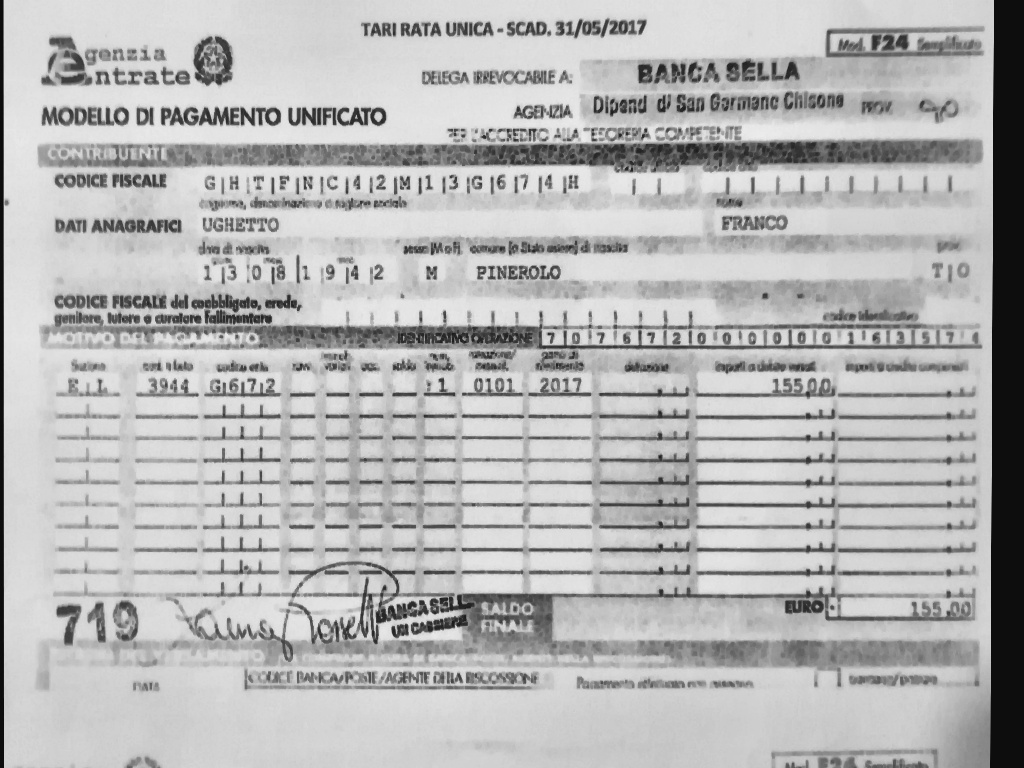 TARI RATA UNICA - SCAD. 31/05/2017
Mod. F24 Semplificato
Agenzia Entrate
DELEGA IRREVOCABILE A: BANCA SELLA
MODELLO DI PAGAMENTO UNIFICATO
AGENZIA Dipend di San Germano Chisone PROV.
PER L'ACCREDITO ALLA TESORERIA COMPETENTE
CONTRIBUENTE
CODICE FISCALE G H T F N C 4 2 M 1 3 G 6 7 4 H
cognome, denominazione o ragione sociale nome
DATI ANAGRAFICI UGHETTO FRANCO
data di nascita sesso (M o F) comune (o Stato estero) di nascita prov.
1 3 0 8 1 9 4 2 M PINEROLO T O
CODICE FISCALE del coobbligato, erede,
genitore, tutore o curatore fallimentare codice identificativo
MOTIVO DEL PAGAMENTO IDENTIFICATIVO OPERAZIONE 7 0 7 6 7 2 0 0 0 0 0 0 1 6 3 5 7 4
Sezione cod. tributo codice ente ravv. immob. variati acc. saldo num. immob. rateazione/ mese rif. anno di riferimento detrazione importi a debito versati importi a credito compensati
E L 3944 G 6 7 2 1 0101 2017 155,00
719 BANCA SELL
UN CASSIERE
SALDO
FINALE
EURO 155,00
DATA CODICE BANCA/POSTE/AGENTE DELLA RISCOSSIONE Pagamento effettuato con assegno bancario/postale
Mod. F24 Semplificato